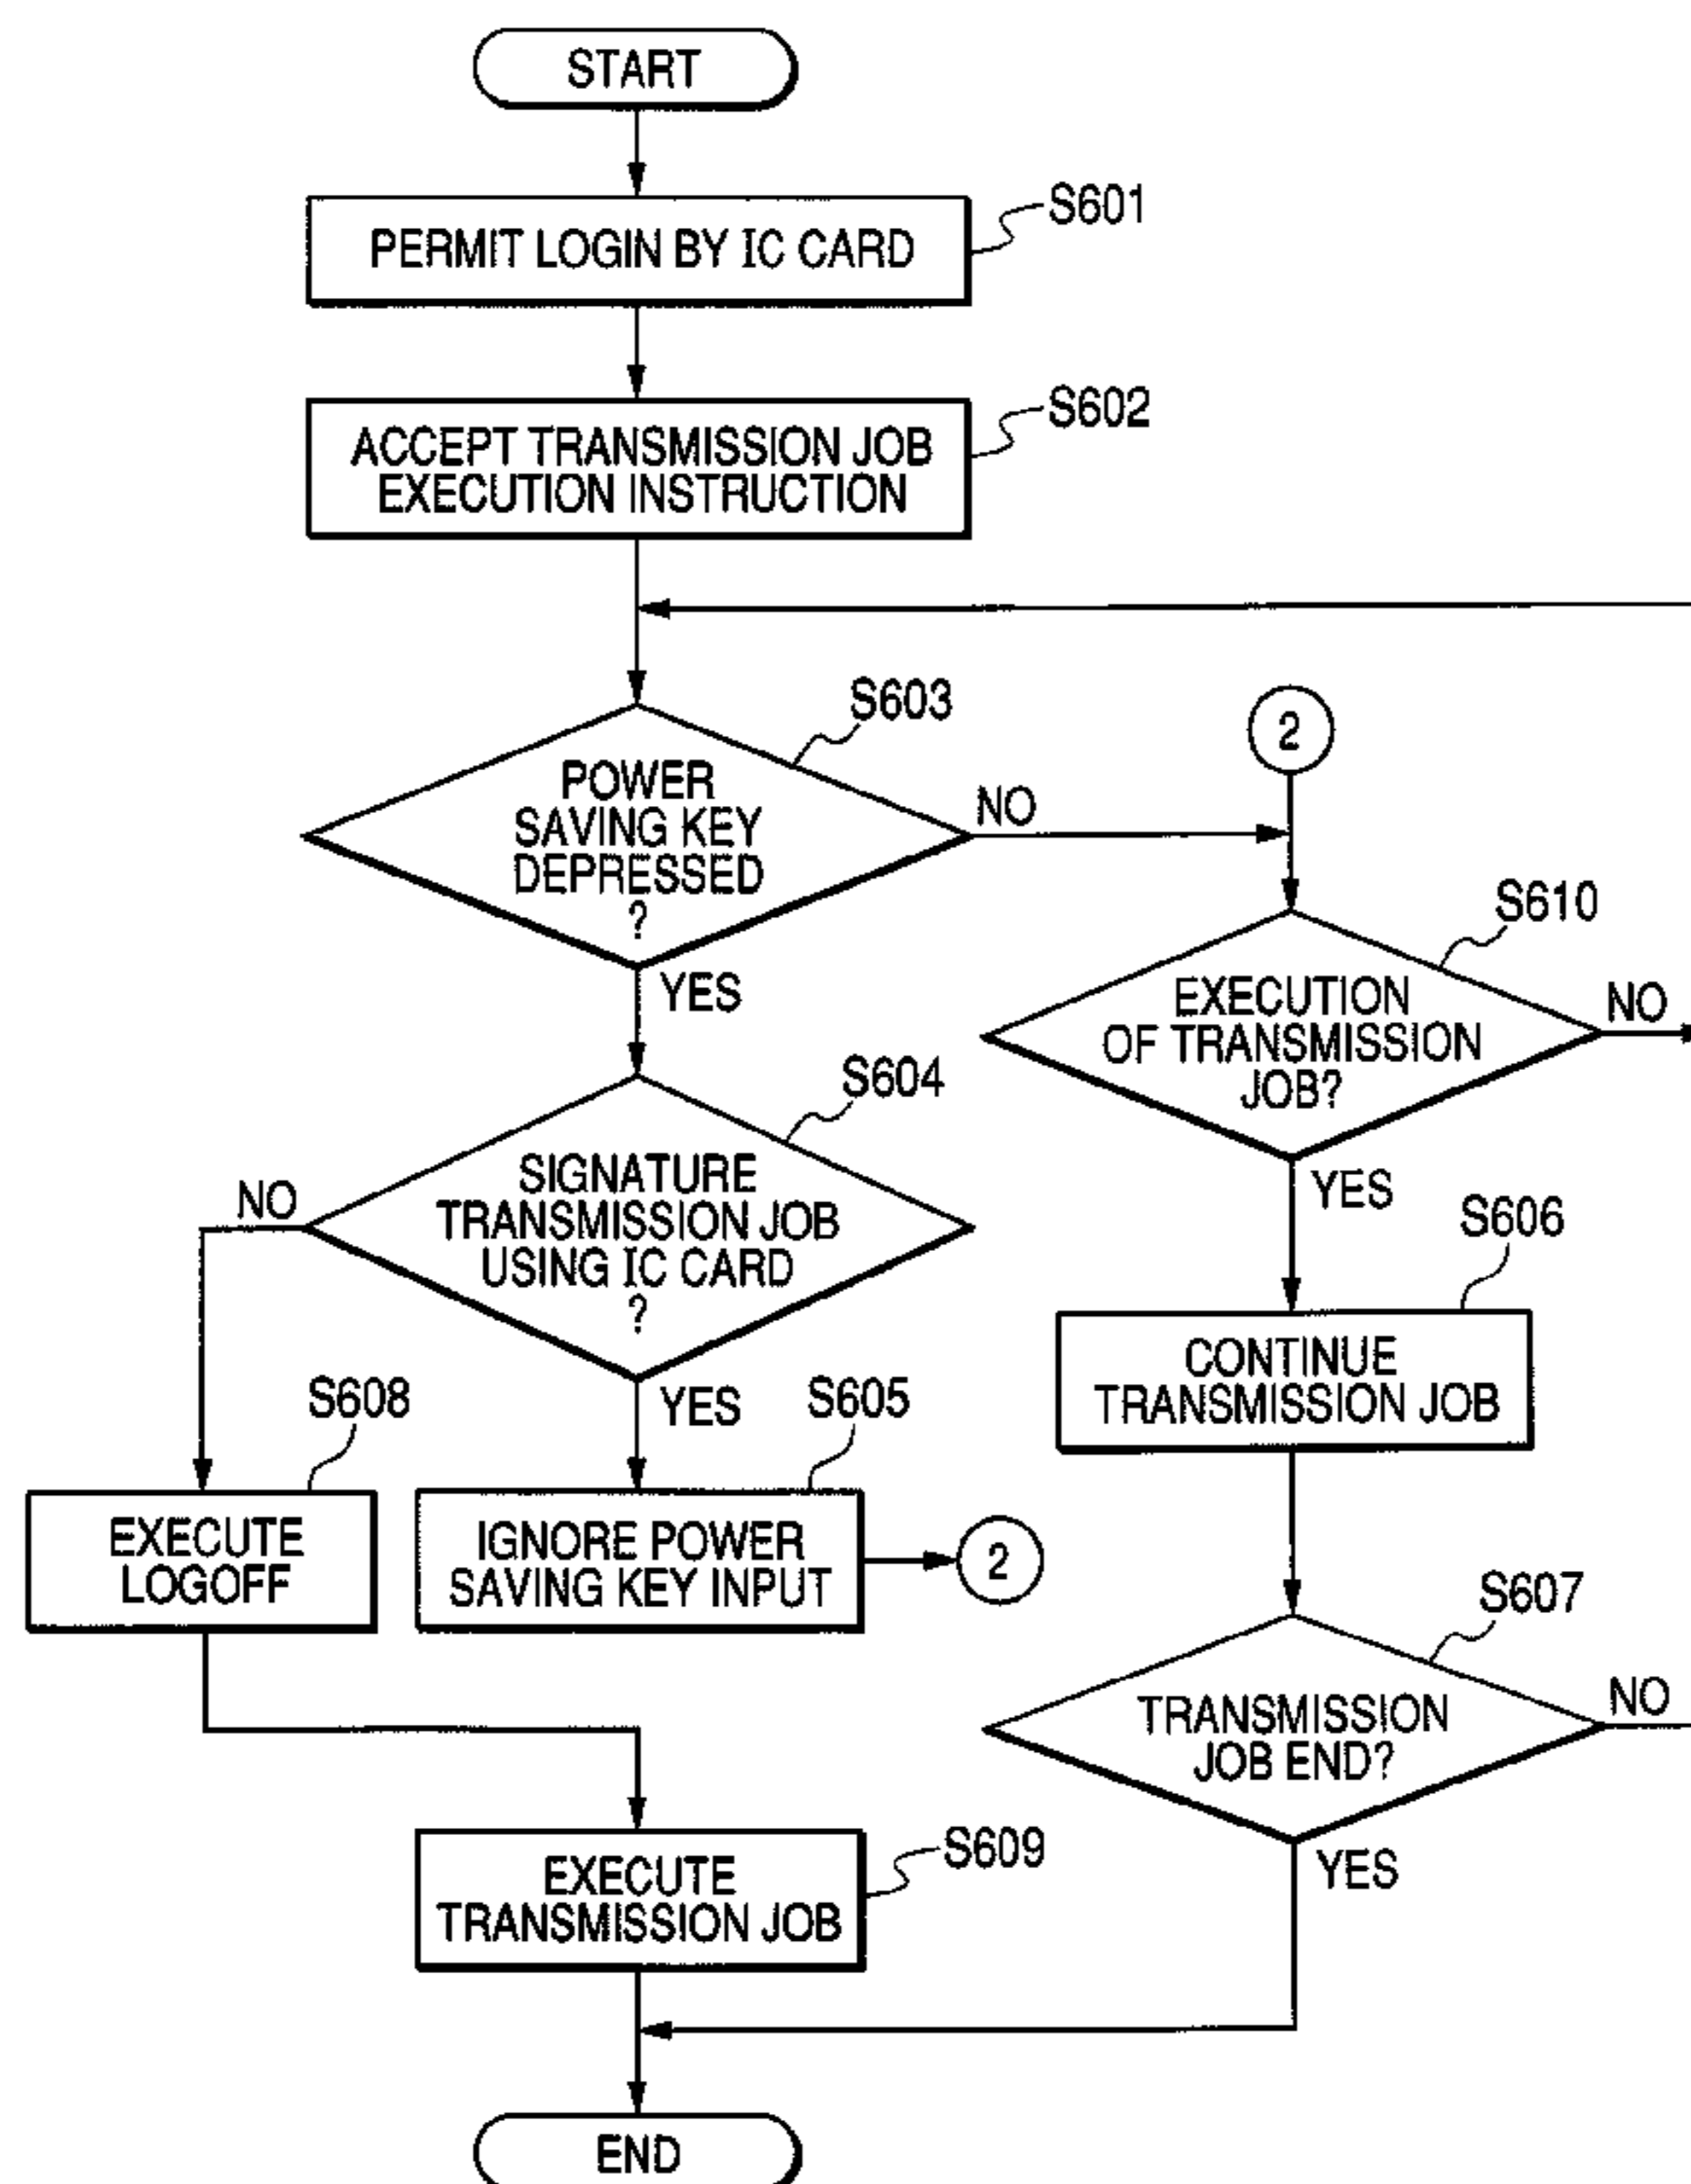 START
S601
PERMIT LOGIN BY IC CARD
S602
ACCEPT TRANSMISSION JOB
EXECUTION INSTRUCTION
S603
POWER
SAVING KEY
DEPRESSED
?
NO
YES
2
S610
EXECUTION
OF TRANSMISSION
JOB?
NO
YES
S604
SIGNATURE
TRANSMISSION JOB
USING IC CARD
?
NO
YES
S606
CONTINUE
TRANSMISSION JOB
S608
EXECUTE
LOGOFF
S605
IGNORE POWER
SAVING KEY INPUT
2
S607
TRANSMISSION
JOB END?
NO
YES
S609
EXECUTE
TRANSMISSION JOB
END